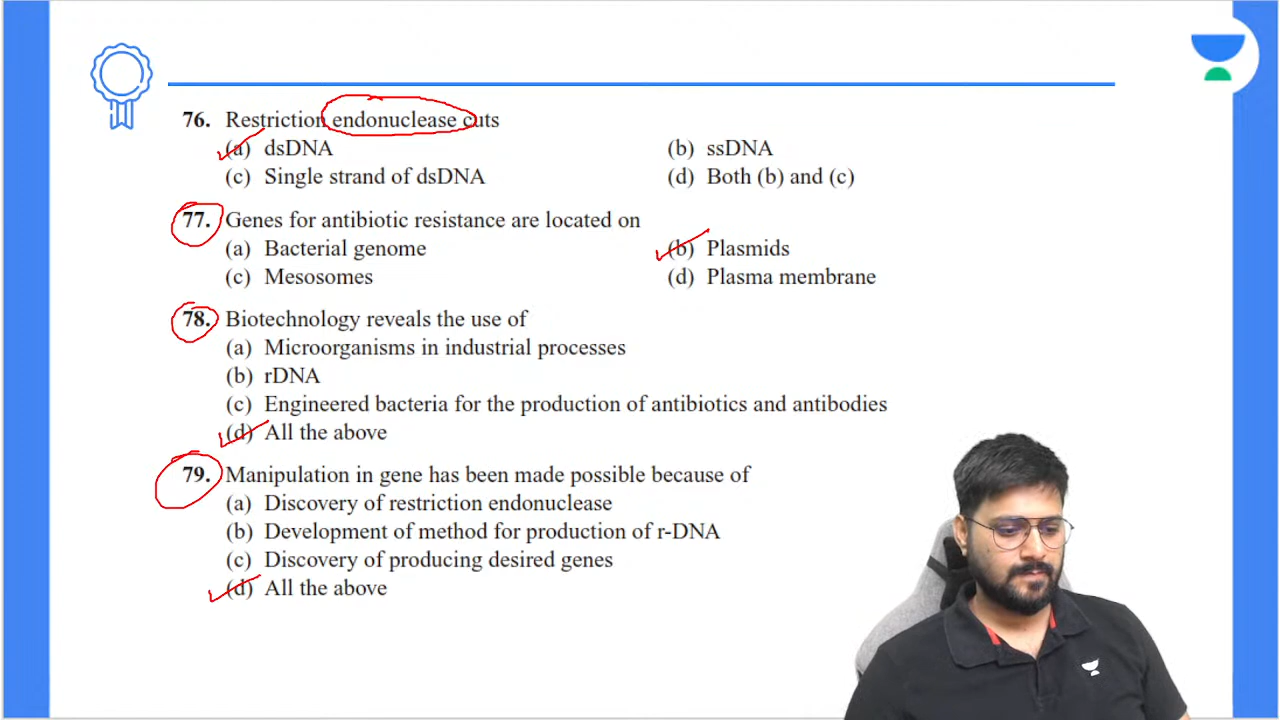 76. Restriction endonuclease cuts
(a) dsDNA (b) ssDNA
(c) Single strand of dsDNA (d) Both (b) and (c)
77. Genes for antibiotic resistance are located on
(a) Bacterial genome (b) Plasmids
(c) Mesosomes (d) Plasma membrane
78. Biotechnology reveals the use of
(a) Microorganisms in industrial processes
(b) rDNA
(c) Engineered bacteria for the production of antibiotics and antibodies
(d) All the above
79. Manipulation in gene has been made possible because of
(a) Discovery of restriction endonuclease
(b) Development of method for production of r-DNA
(c) Discovery of producing desired genes
(d) All the above